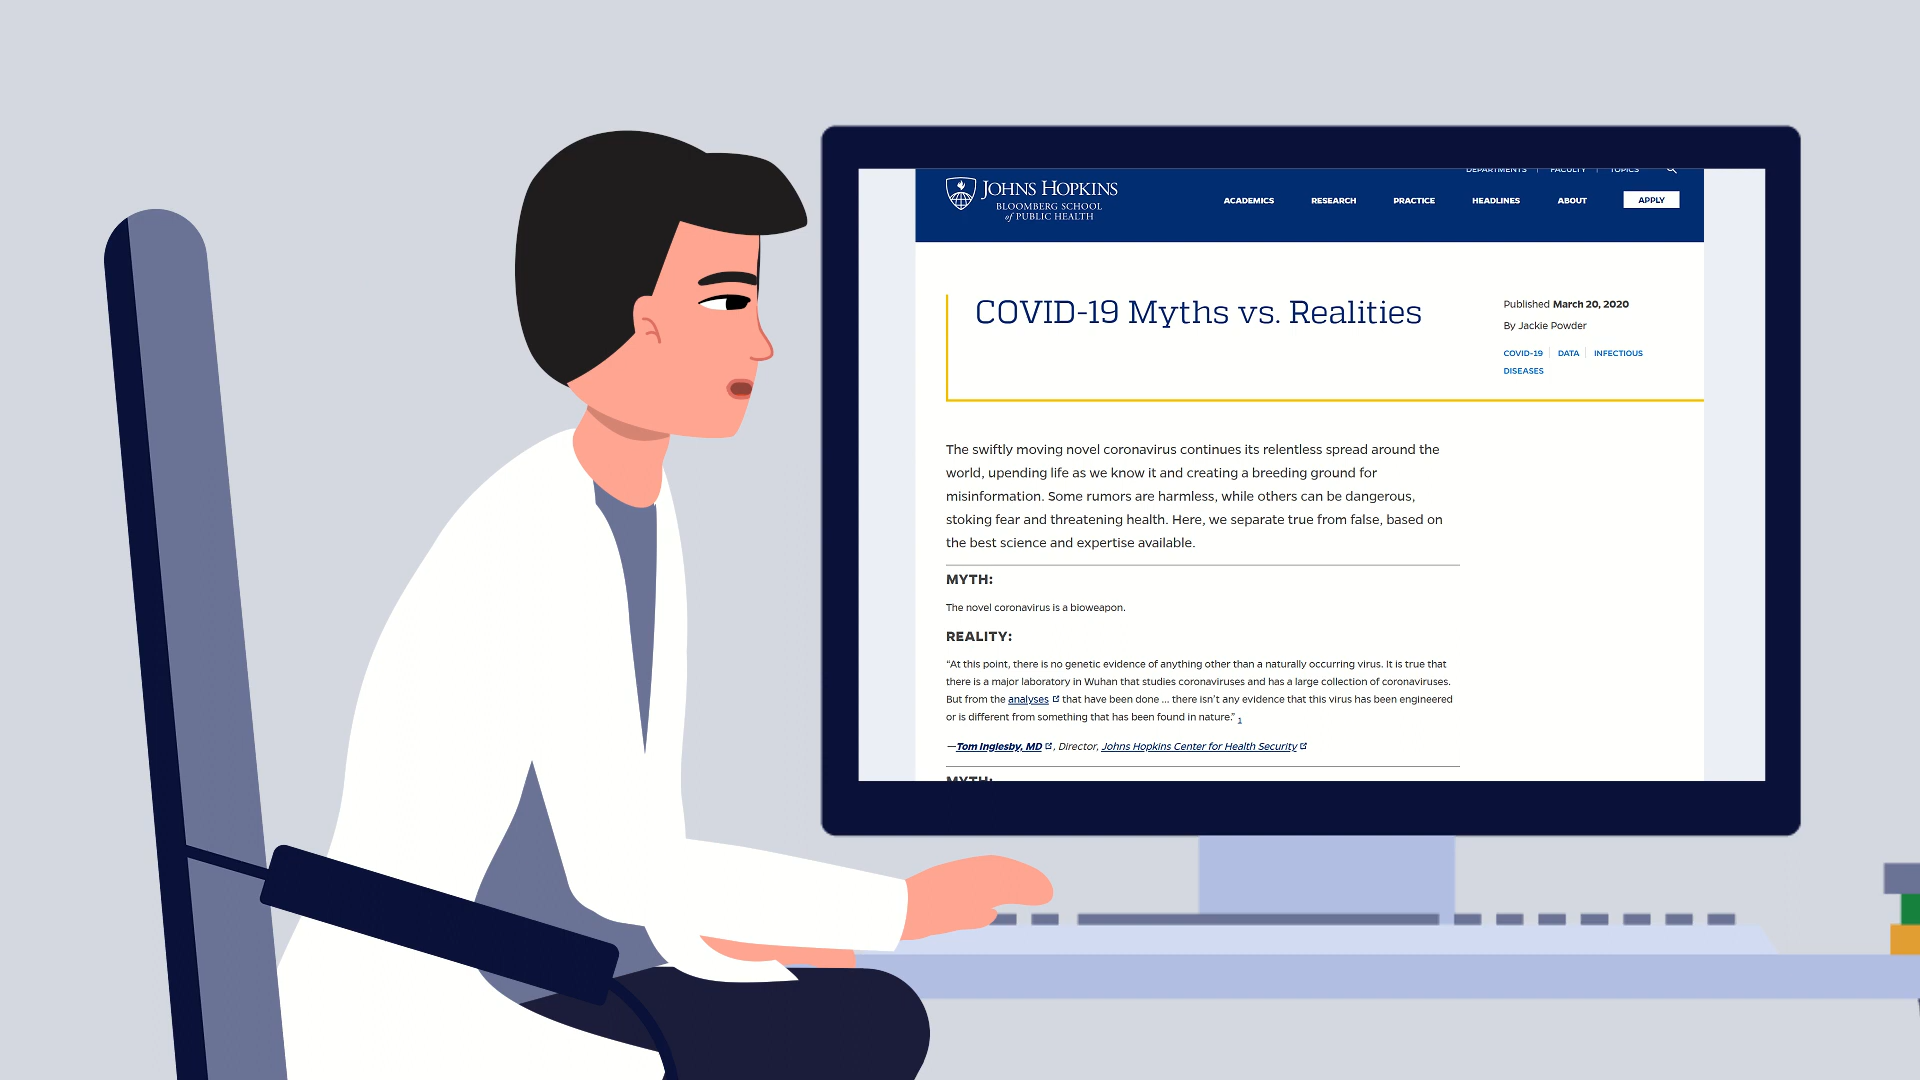 DEPARTMENTS FACULTY TOPICS
JOHNS HOPKINS
BLOOMBERG SCHOOL
of PUBLIC HEALTH
ACADEMICS RESEARCH PRACTICE HEADLINES ABOUT APPLY
COVID-19 Myths vs. Realities
Published March 20, 2020
By Jackie Powder
COVID-19 DATA INFECTIOUS
DISEASES
The swiftly moving novel coronavirus continues its relentless spread around the
world, upending life as we know it and creating a breeding ground for
misinformation. Some rumors are harmless, while others can be dangerous,
stoking fear and threatening health. Here, we separate true from false, based on
the best science and expertise available.
MYTH:
The novel coronavirus is a bioweapon.
REALITY:
“At this point, there is no genetic evidence of anything other than a naturally occurring virus. It is true that
there is a major laboratory in Wuhan that studies coronaviruses and has a large collection of coronaviruses.
But from the analyses that have been done ... there isn’t any evidence that this virus has been engineered
or is different from something that has been found in nature.” 1
—Tom Inglesby, MD, Director, Johns Hopkins Center for Health Security
MYTH: